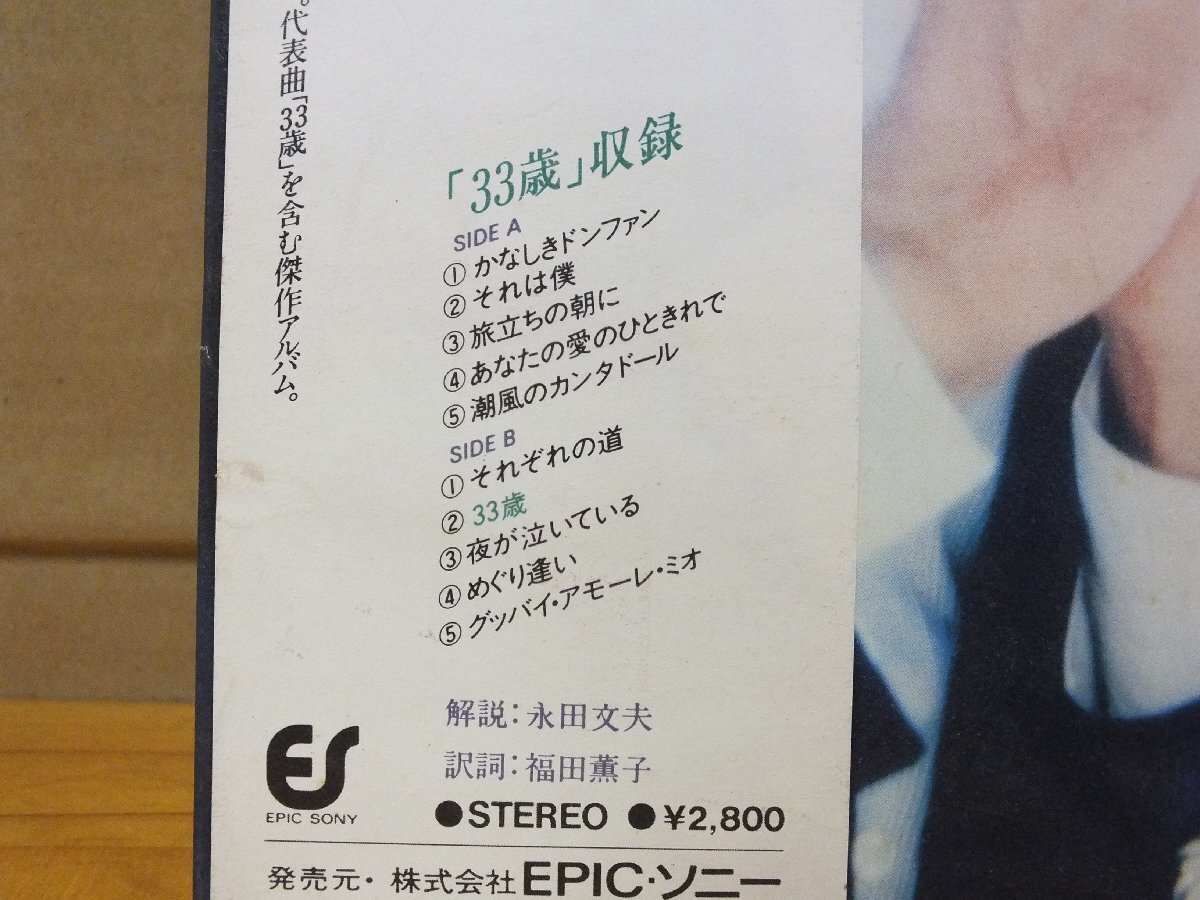 。代表曲「33歳」を含む傑作アルバム。
「33歳」収録
SIDE A
①かなしきドンファン
②それは僕
③旅立ちの朝に
④あなたの愛のひときれで
⑤潮風のカンタドール
SIDE B
①それぞれの道
②33歳
③夜が泣いている
④めぐり逢い
⑤グッバイ・アモーレ・ミオ
解説：永田文夫
訳詞：福田薫子
ES
EPIC SONY
●STEREO ●¥2,800
発売元・株式会社EPIC・ソニー